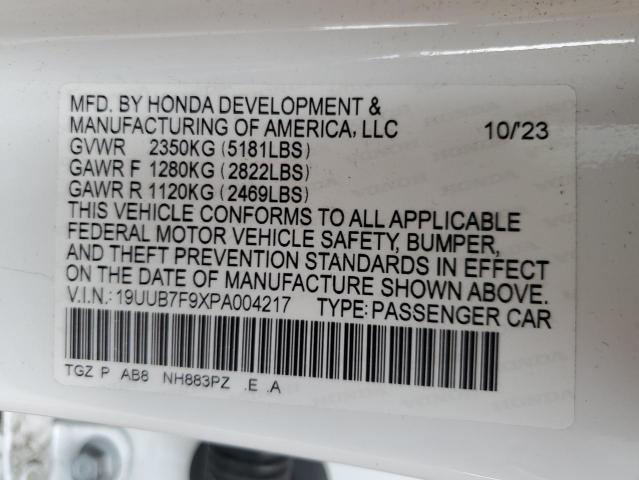 MFD. BY HONDA DEVELOPMENT &
MANUFACTURING OF AMERICA, LLC 10/'23
GVWR 2350KG (5181LBS)
GAWR F 1280KG (2822LBS)
GAWR R 1120KG (2469LBS)
THIS VEHICLE CONFORMS TO ALL APPLICABLE
FEDERAL MOTOR VEHICLE SAFETY, BUMPER,
AND THEFT PREVENTION STANDARDS IN EFFECT
ON THE DATE OF MANUFACTURE SHOWN ABOVE.
V.I.N.: 19UUB7F9XPA004217 TYPE: PASSENGER CAR
TGZ P AB8 NH883PZ .E .A